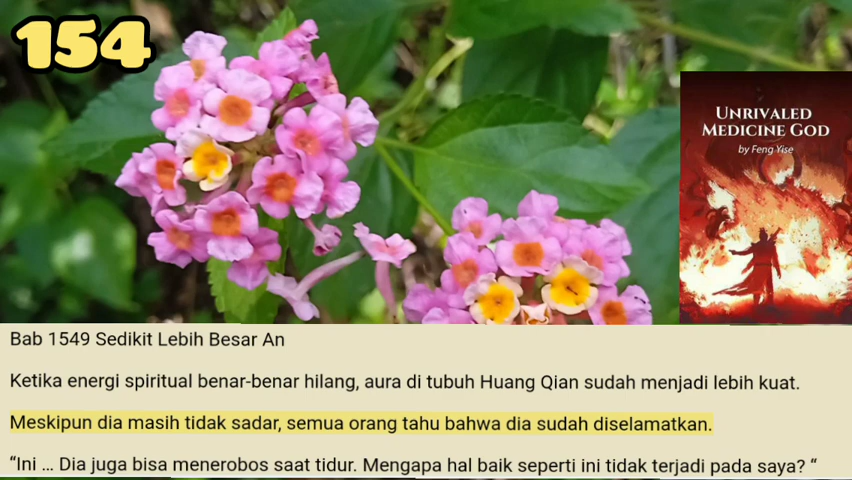 154
UNRIVALED
MEDICINE GOD
by Feng Yise
Bab 1549 Sedikit Lebih Besar An
Ketika energi spiritual benar-benar hilang, aura di tubuh Huang Qian sudah menjadi lebih kuat.
Meskipun dia masih tidak sadar, semua orang tahu bahwa dia sudah diselamatkan.
“Ini ... Dia juga bisa menerobos saat tidur. Mengapa hal baik seperti ini tidak terjadi pada saya? “